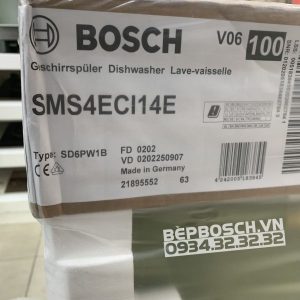 BOSCH
V06 100
Geschirrspüler Dishwasher Lave-vaisselle
SMS4ECI14E
Type: SD6PW1B
FD 0202
VD 0202250907
CE
Made in Germany
21895552 63
BEPBOSCH.VN
0934.32.32.32